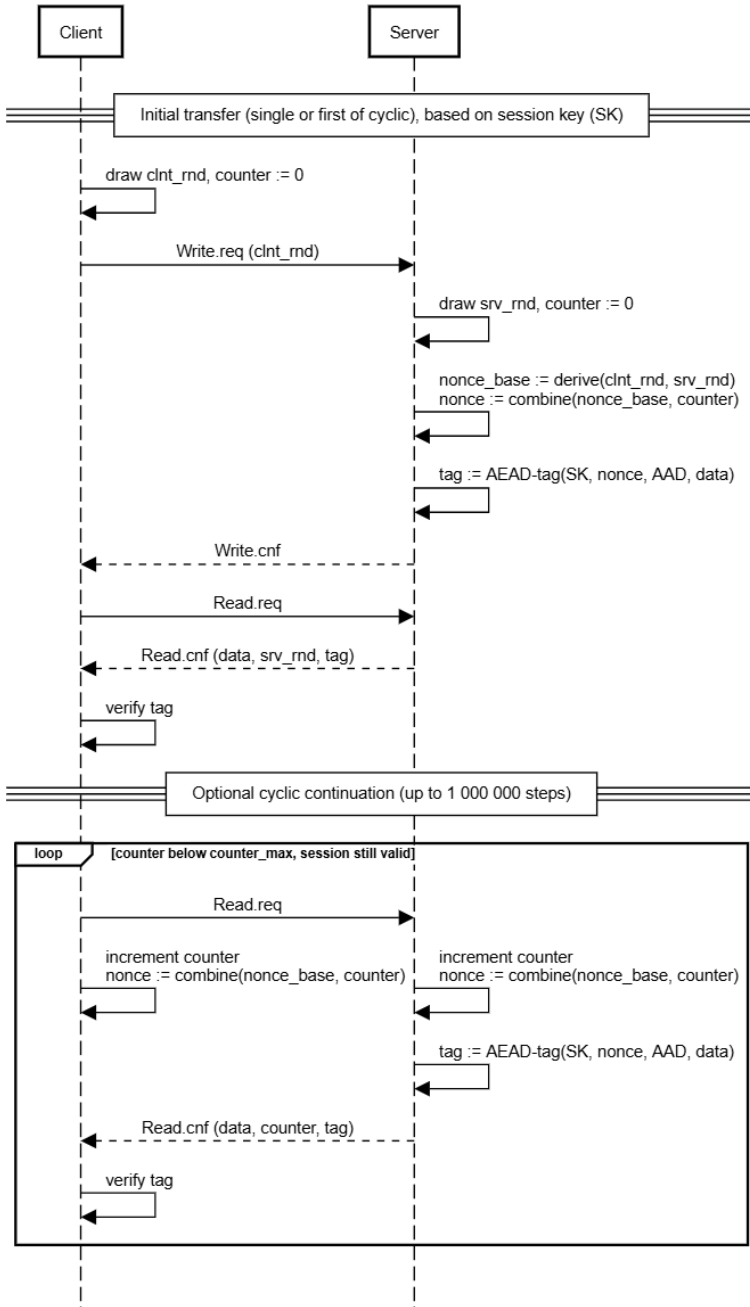 Client
Server
Initial transfer (single or first of cyclic), based on session key (SK)
draw clnt_rnd, counter := 0
Write.req (clnt_rnd)
draw srv_rnd, counter := 0
nonce_base := derive(clnt_rnd, srv_rnd)
nonce := combine(nonce_base, counter)
tag := AEAD-tag(SK, nonce, AAD, data)
Write.cnf
Read.req
Read.cnf (data, srv_rnd, tag)
verify tag
Optional cyclic continuation (up to 1 000 000 steps)
loop
[counter below counter_max, session still valid]
Read.req
increment counter
nonce := combine(nonce_base, counter)
increment counter
nonce := combine(nonce_base, counter)
tag := AEAD-tag(SK, nonce, AAD, data)
Read.cnf (data, counter, tag)
verify tag